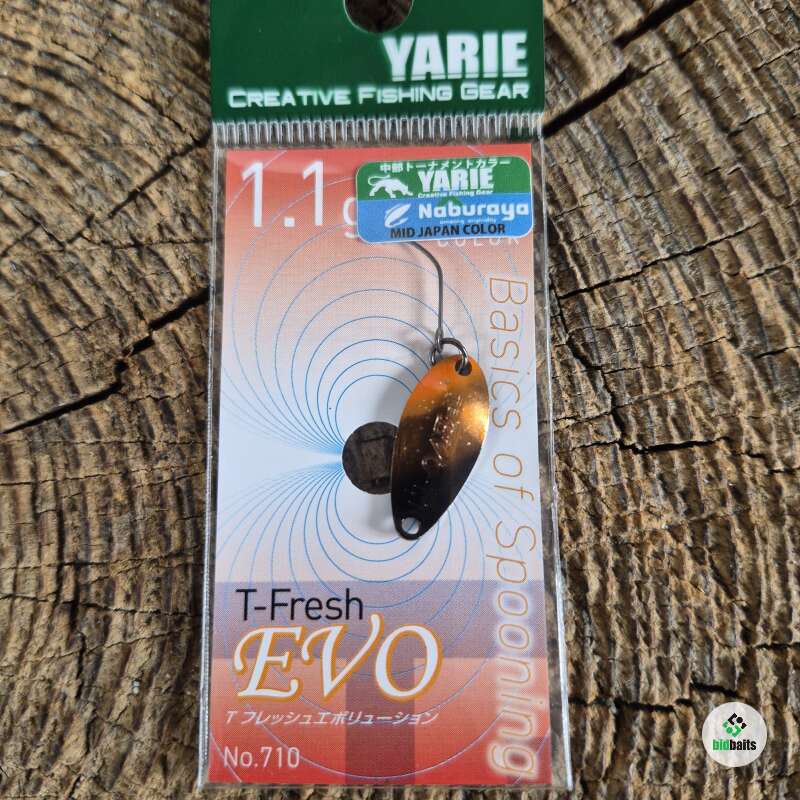 YARIE
CREATIVE FISHING GEAR
1.1g
中部トーナメントカラー
YARIE
Creative Fishing Gear
Naburaya
MID JAPAN COLOR
COLOR
Basics of Spooning
T-Fresh
EVO
T フレッシュエボリューション
No.710
bidbaits